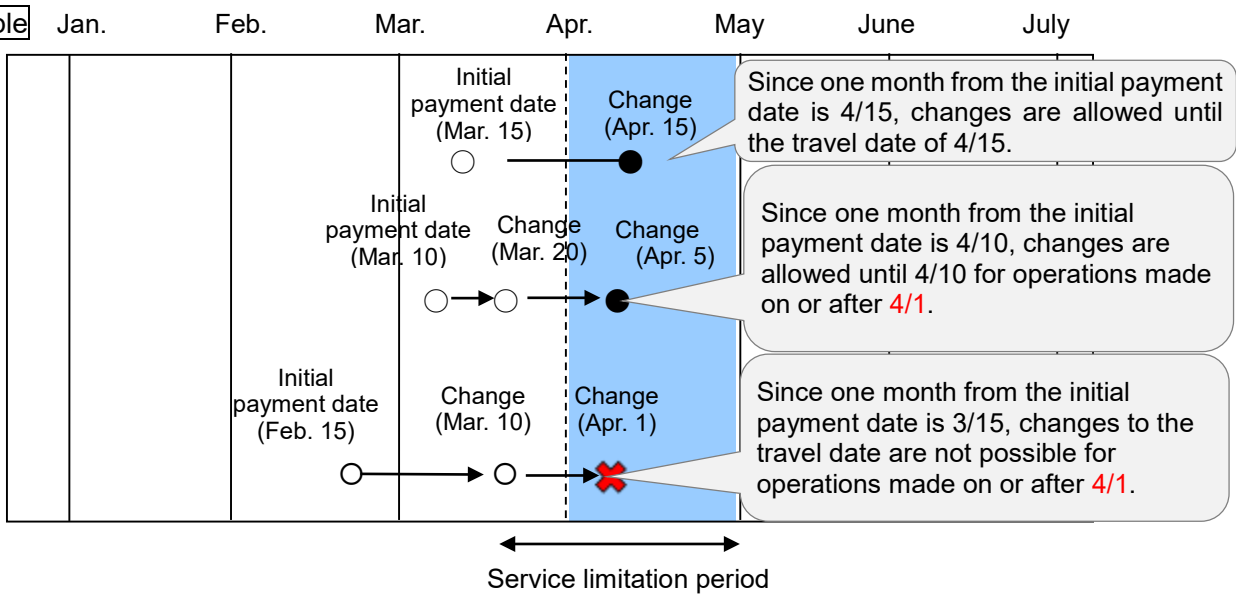 Jan. Feb. Mar. Apr. May June July
Initial
payment date
(Mar. 15)
Change
(Apr. 15)
Since one month from the initial payment
date is 4/15, changes are allowed until
the travel date of 4/15.
Initial
payment date
(Mar. 10)
Change
(Mar. 20)
Change
(Apr. 5)
Since one month from the initial
payment date is 4/10, changes are
allowed until 4/10 for operations made
on or after 4/1.
Initial
payment date
(Feb. 15)
Change
(Mar. 10)
Change
(Apr. 1)
Since one month from the initial
payment date is 3/15, changes to the
travel date are not possible for
operations made on or after 4/1.
Service limitation period